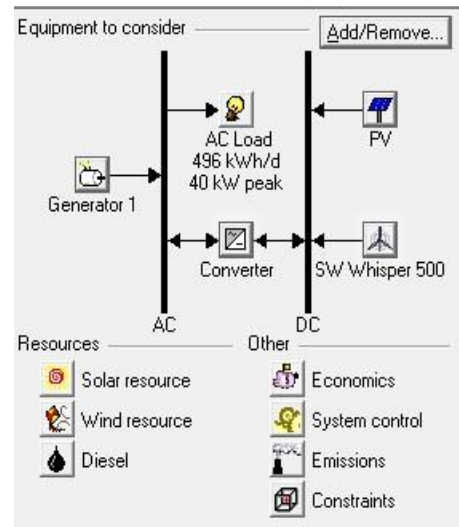 Equipment to consider
Add/Remove...
AC Load
496 kWh/d
40 kW peak
PV
Generator 1
Converter
SW Whisper 500
AC
DC
Resources
Other
Solar resource
Economics
Wind resource
System control
Diesel
Emissions
Constraints